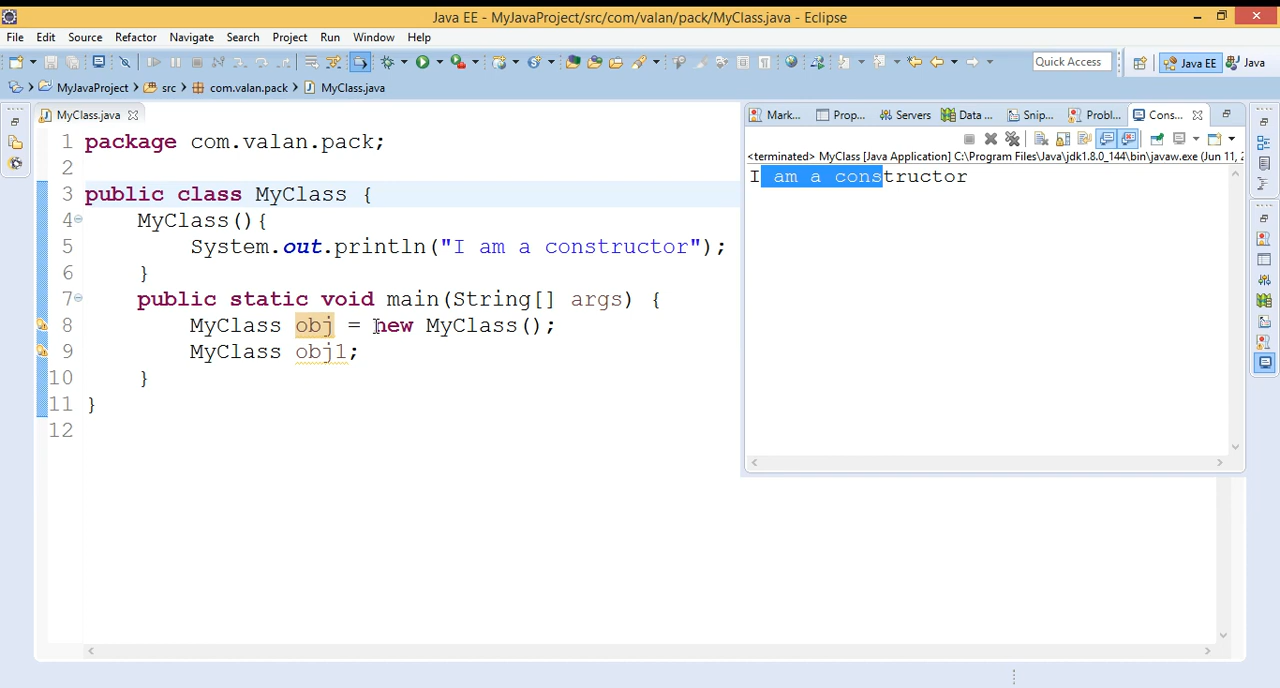 Java EE - MyJavaProject/src/com/valan/pack/MyClass.java - Eclipse
File Edit Source Refactor Navigate Search Project Run Window Help
Quick Access Java EE Java
MyJavaProject src com.valan.pack MyClass.java
MyClass.java
Mark... Prop... Servers Data ... Snip... Probl... Cons...
<terminated> MyClass [Java Application] C:\Program Files\Java\jdk1.8.0_144\bin\javaw.exe (Jun 11, 2
I am a constructor
1 package com.valan.pack;
2
3 public class MyClass {
4 MyClass(){
5 System.out.println("I am a constructor");
6 }
7 public static void main(String[] args) {
8 MyClass obj = new MyClass();
9 MyClass obj1;
10 }
11 }
12